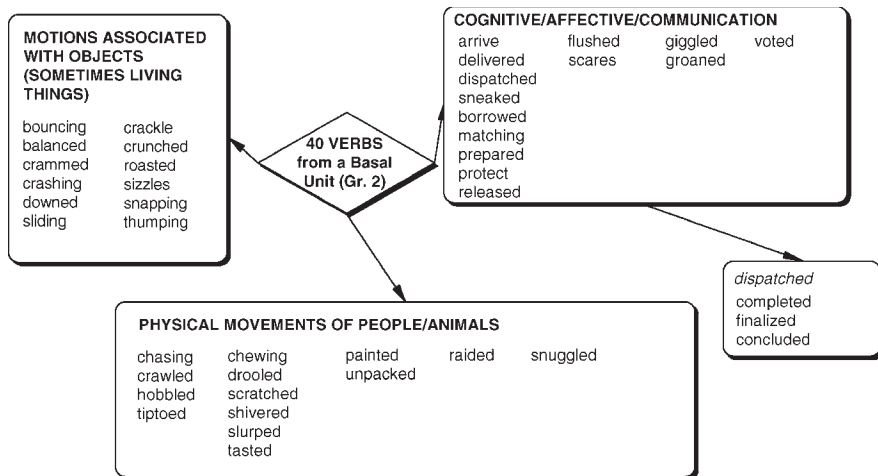 MOTIONS ASSOCIATED
WITH OBJECTS
(SOMETIMES LIVING
THINGS)
bouncing crackle
balanced crunched
crammed roasted
crashing sizzles
downed snapping
sliding thumping
40 VERBS
from a Basal
Unit (Gr. 2)
COGNITIVE/AFFECTIVE/COMMUNICATION
arrive flushed giggled voted
delivered scares groaned
dispatched
sneaked
borrowed
matching
prepared
protect
released
dispatched
completed
finalized
concluded
PHYSICAL MOVEMENTS OF PEOPLE/ANIMALS
chasing chewing painted raided snuggled
crawled drooled unpacked
hobbled scratched
tiptoed shivered
slurped
tasted